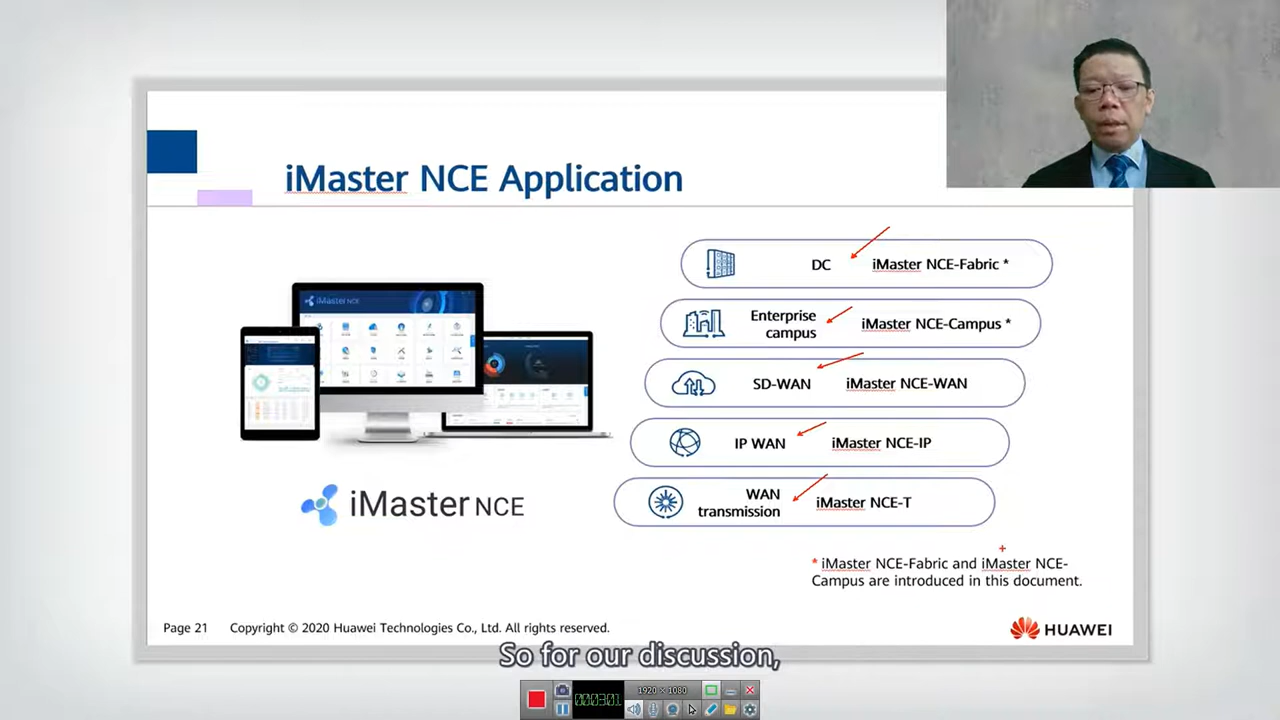 iMaster NCE Application
DC iMaster NCE-Fabric *
Enterprise campus iMaster NCE-Campus *
SD-WAN iMaster NCE-WAN
IP WAN iMaster NCE-IP
WAN transmission iMaster NCE-T
iMaster NCE
iMaster NCE
* iMaster NCE-Fabric and iMaster NCE-
Campus are introduced in this document.
Page 21 Copyright © 2020 Huawei Technologies Co., Ltd. All rights reserved.
HUAWEI
So for our discussion,
1920 × 1080
000301